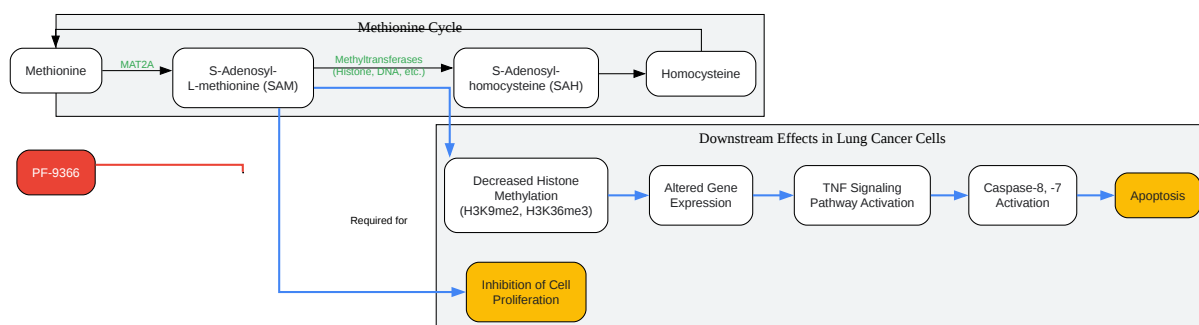 Methionine Cycle
Methionine
MAT2A
S-Adenosyl-
L-methionine (SAM)
Methyltransferases
(Histone, DNA, etc.)
S-Adenosyl-
homocysteine (SAH)
Homocysteine
PF-9366
Required for
Downstream Effects in Lung Cancer Cells
Decreased Histone
Methylation
(H3K9me2, H3K36me3)
Altered Gene
Expression
TNF Signaling
Pathway Activation
Caspase-8, -7
Activation
Apoptosis
Inhibition of Cell
Proliferation